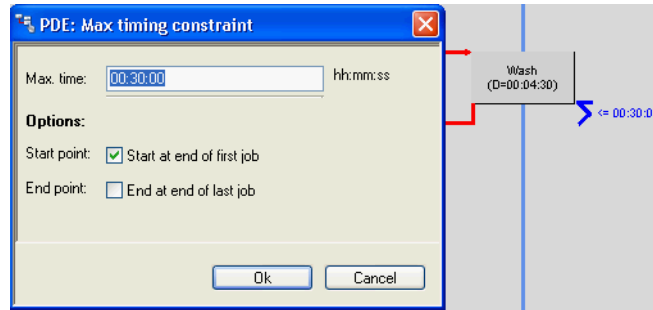 PDE: Max timing constraint
Max. time: 00:30:00 hh:mm:ss
Options:
Start point: Start at end of first job
End point: End at end of last job
Ok Cancel
Wash
(D=00:04:30)
Σ <= 00:30:0